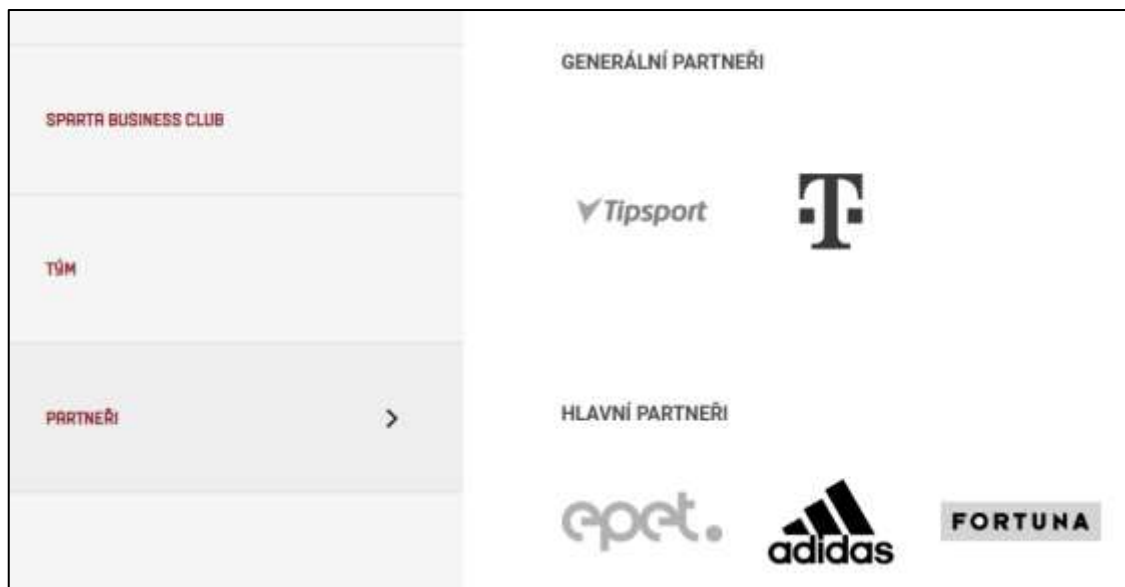 SPARTA BUSINESS CLUB
TÝM
PARTNEŘI
GENERÁLNÍ PARTNEŘI
Tipsport
T
HLAVNÍ PARTNEŘI
epet.
adidas
FORTUNA